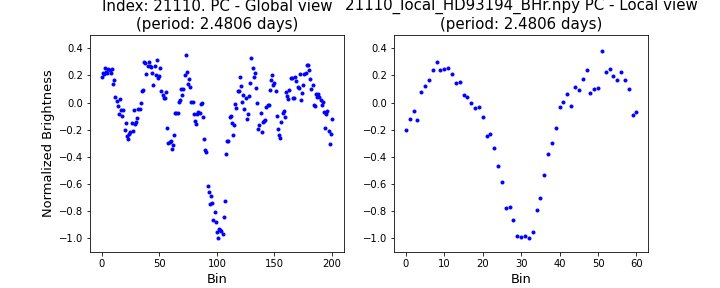 Index: 21110. PC - Global view
(period: 2.4806 days)
21110_local_HD93194_BHr.npy PC - Local view
(period: 2.4806 days)
Normalized Brightness
0.4
0.2
0.0
−0.2
−0.4
−0.6
−0.8
−1.0
0 50 100 150 200
Bin
0.4
0.2
0.0
−0.2
−0.4
−0.6
−0.8
−1.0
0 10 20 30 40 50 60
Bin